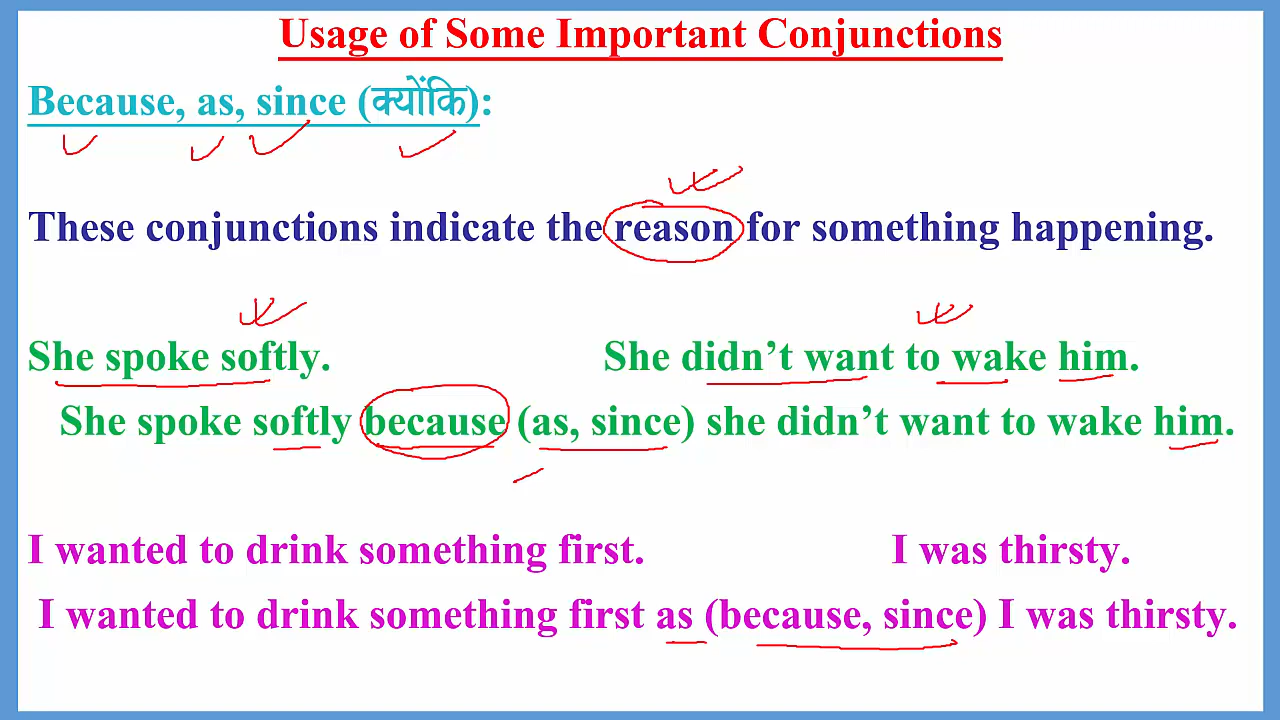 Usage of Some Important Conjunctions
Because, as, since (क्योंकि):
These conjunctions indicate the reason for something happening.
She spoke softly. She didn’t want to wake him.
She spoke softly because (as, since) she didn’t want to wake him.
I wanted to drink something first. I was thirsty.
I wanted to drink something first as (because, since) I was thirsty.